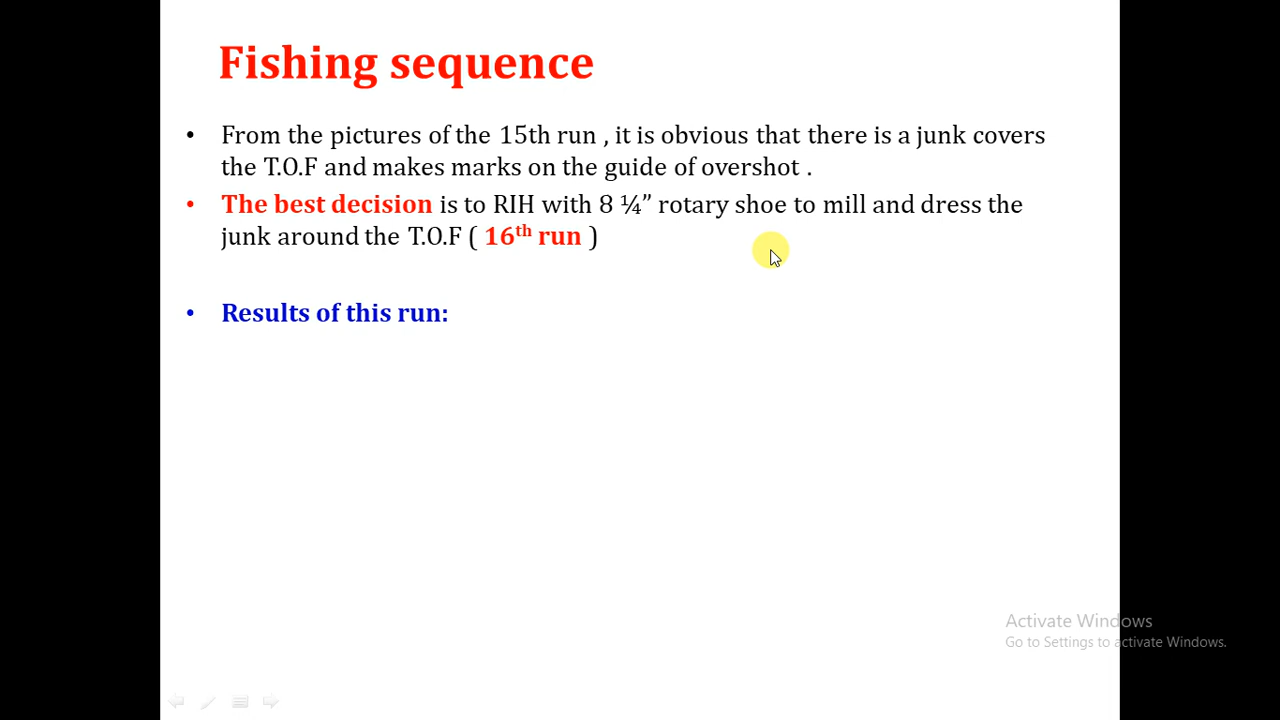 Fishing sequence
• From the pictures of the 15th run , it is obvious that there is a junk covers
the T.O.F and makes marks on the guide of overshot .
• The best decision is to RIH with 8 ¼” rotary shoe to mill and dress the
junk around the T.O.F ( 16th run )
• Results of this run:
Activate Windows
Go to Settings to activate Windows.